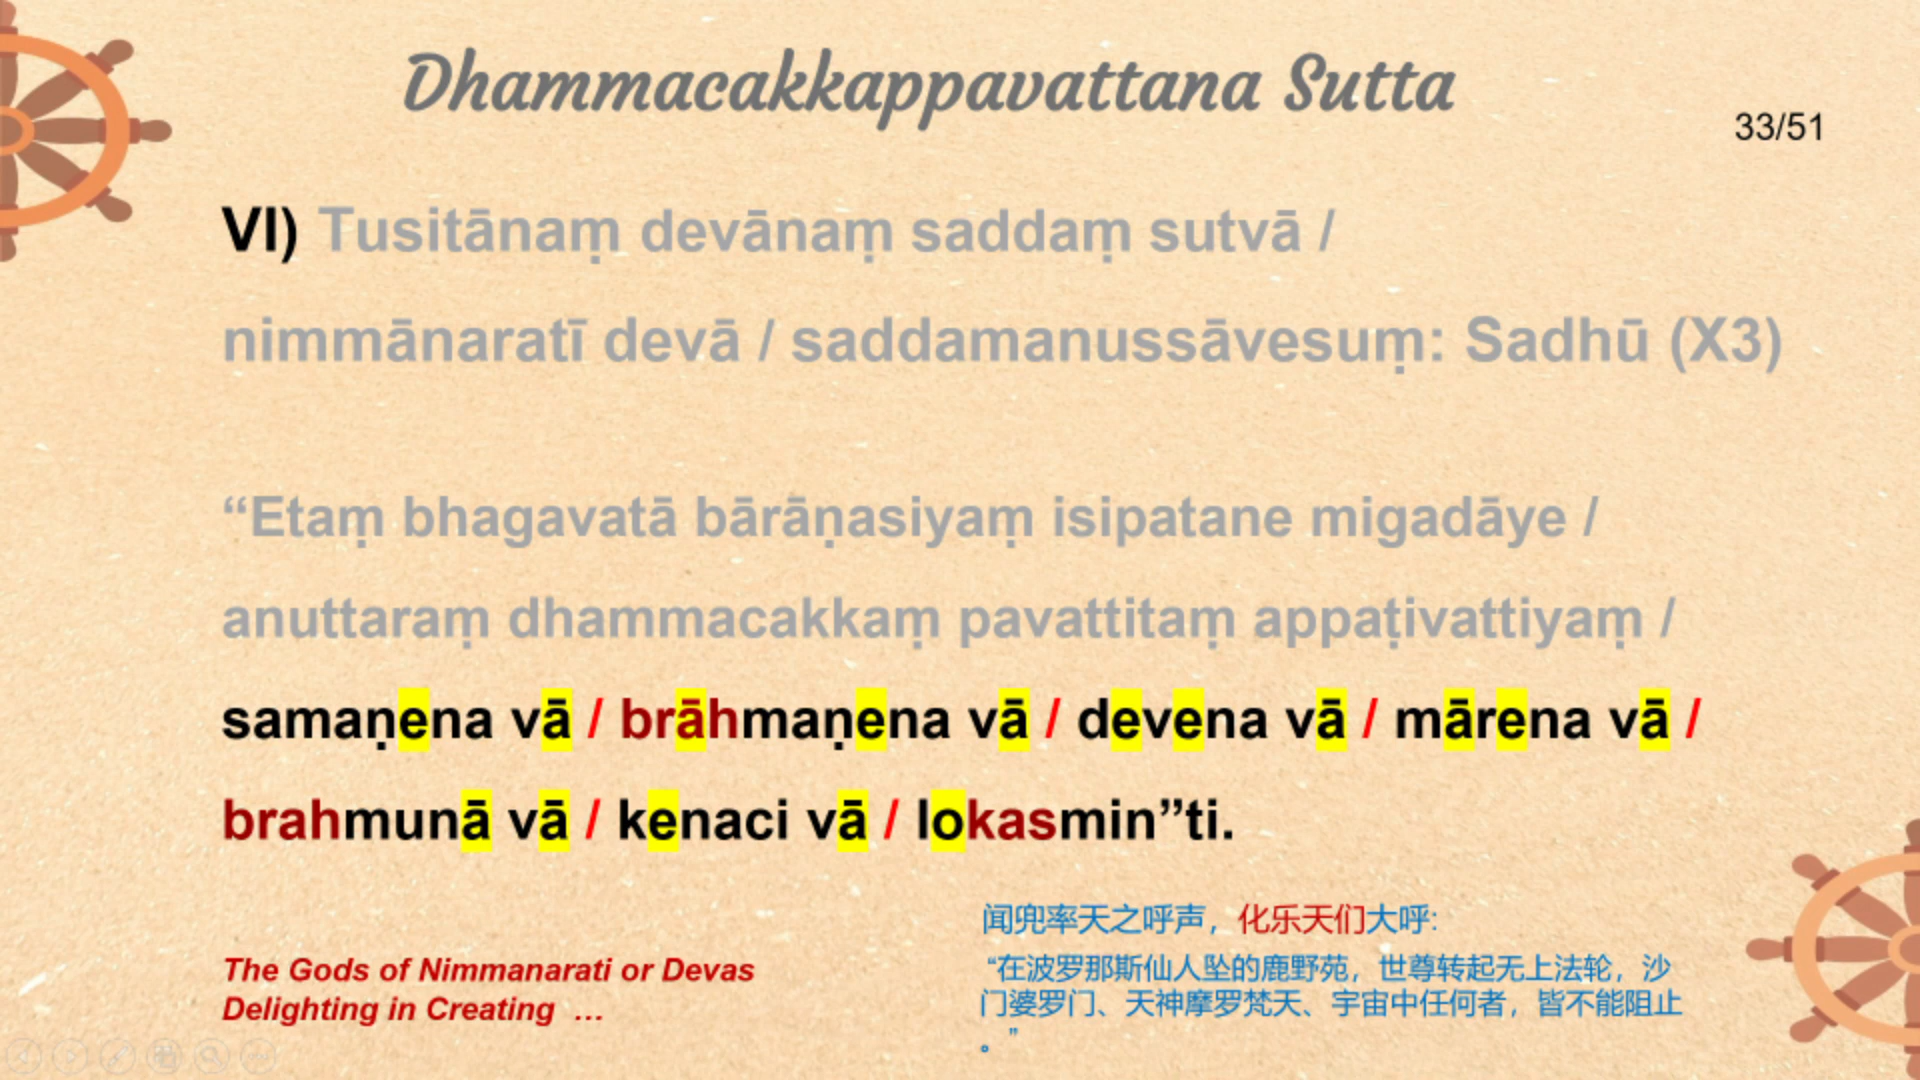 Dhammacakkappavattana Sutta
33/51
VI) Tusitānaṃ devānaṃ saddaṃ sutvā /
nimmānaratī devā / saddamanussāvesuṃ: Sadhū (X3)
“Etaṃ bhagavatā bārāṇasiyaṃ isipatane migadāye /
anuttaraṃ dhammacakkaṃ pavattitaṃ appaṭivattiyaṃ /
samaṇena vā / brāhmaṇena vā / devena vā / mārena vā /
brahmunā vā / kenaci vā / lokasmin”ti.
The Gods of Nimmanarati or Devas
Delighting in Creating …
闻兜率天之呼声，化乐天们大呼:
“在波罗那斯仙人坠的鹿野苑，世尊转起无上法轮，沙
门婆罗门、天神摩罗梵天、宇宙中任何者，皆不能阻止
。”